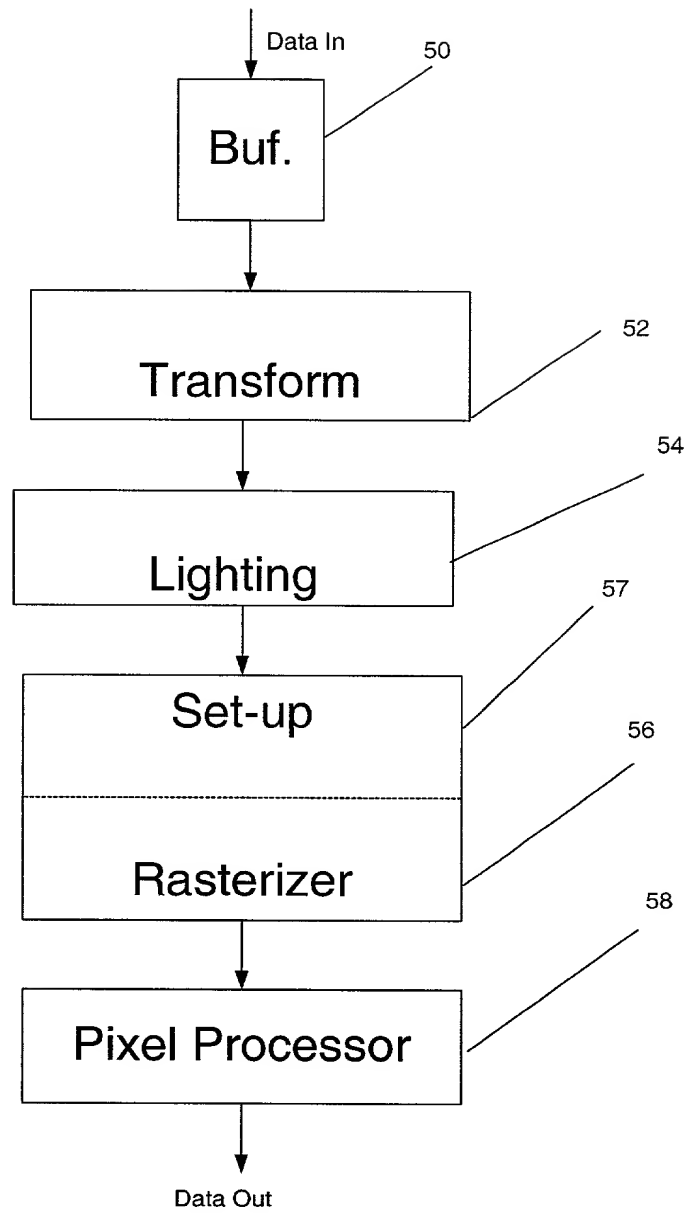 Data In
50
Buf.
52
Transform
54
Lighting
57
Set-up
56
Rasterizer
58
Pixel Processor
Data Out